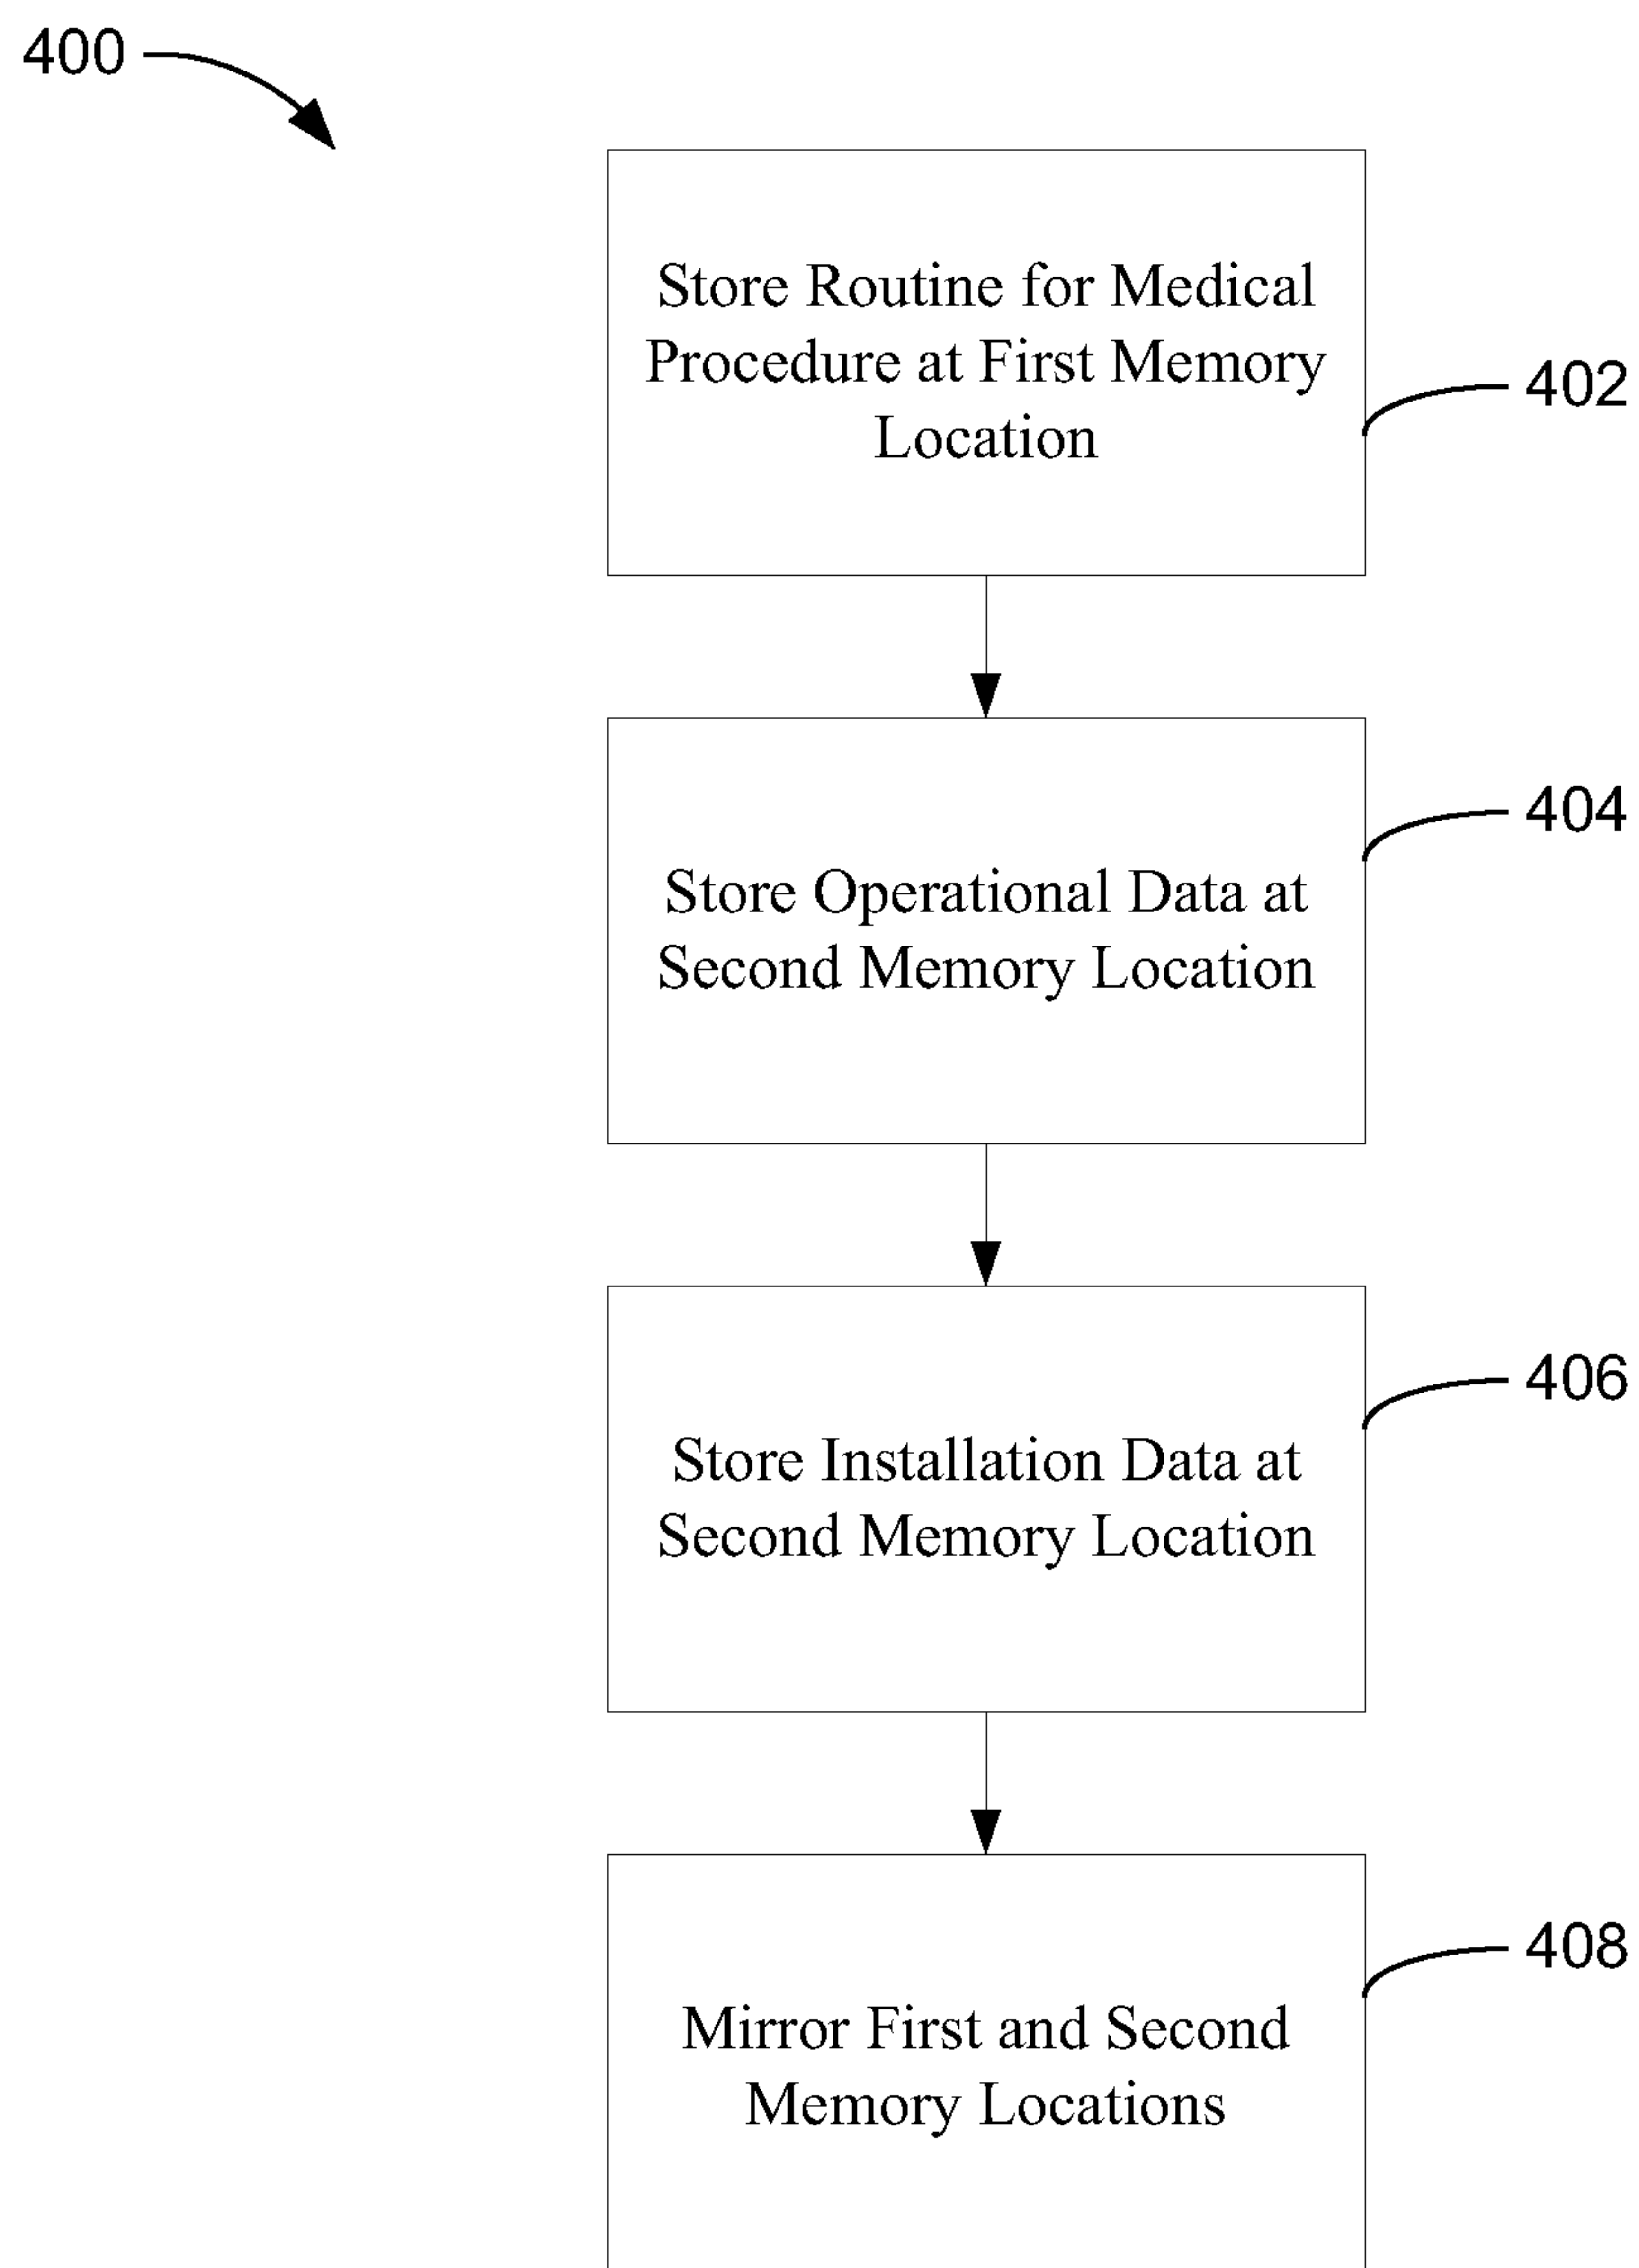 400
Store Routine for Medical
Procedure at First Memory
Location
402
Store Operational Data at
Second Memory Location
404
Store Installation Data at
Second Memory Location
406
Mirror First and Second
Memory Locations
408